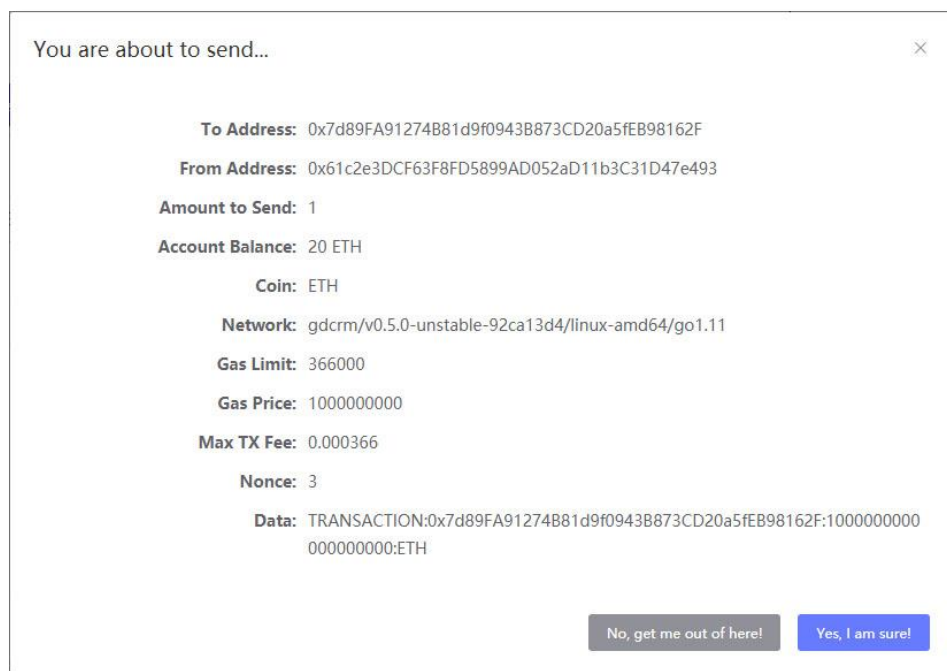 You are about to send...
To Address: 0x7d89FA91274B81d9f0943B873CD20a5fEB98162F
From Address: 0x61c2e3DCF63F8FD5899AD052aD11b3C31D47e493
Amount to Send: 1
Account Balance: 20 ETH
Coin: ETH
Network: gdcrm/v0.5.0-unstable-92ca13d4/linux-amd64/go1.11
Gas Limit: 366000
Gas Price: 1000000000
Max TX Fee: 0.000366
Nonce: 3
Data: TRANSACTION:0x7d89FA91274B81d9f0943B873CD20a5fEB98162F:1000000000
000000000:ETH
No, get me out of here! Yes, I am sure!